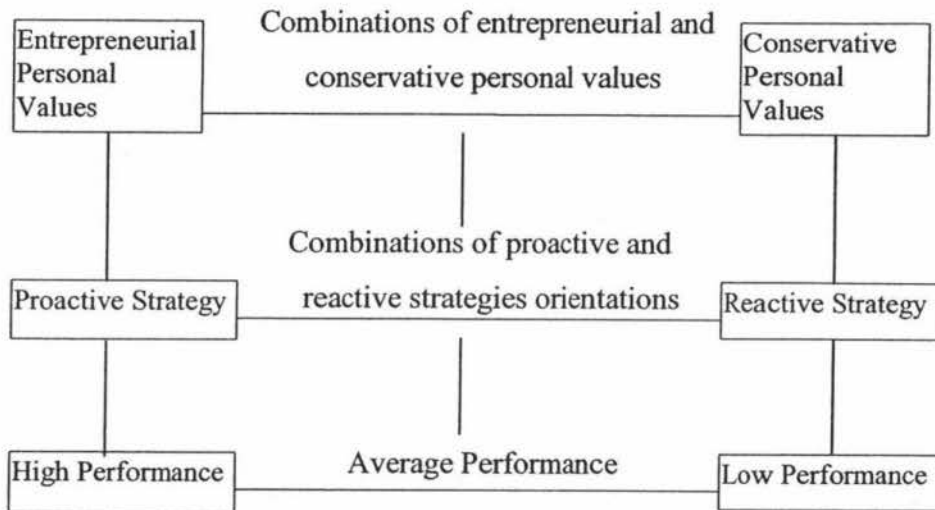 Entrepreneurial
Personal
Values
Combinations of entrepreneurial and
conservative personal values
Conservative
Personal
Values
Combinations of proactive and
reactive strategies orientations
Proactive Strategy
Reactive Strategy
High Performance
Average Performance
Low Performance